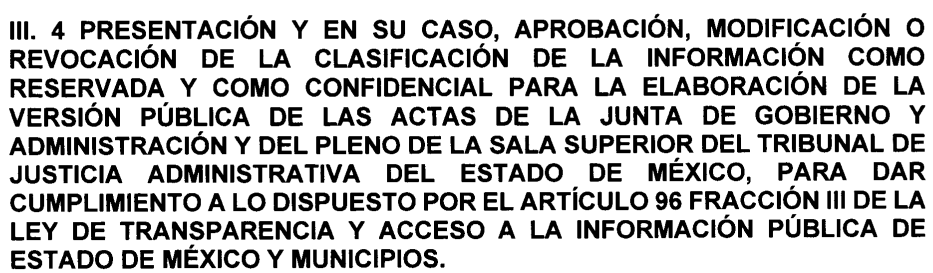 III. 4 PRESENTACIÓN Y EN SU CASO, APROBACIÓN, MODIFICACIÓN O
REVOCACIÓN DE LA CLASIFICACIÓN DE LA INFORMACIÓN COMO
RESERVADA Y COMO CONFIDENCIAL PARA LA ELABORACIÓN DE LA
VERSIÓN PÚBLICA DE LAS ACTAS DE LA JUNTA DE GOBIERNO Y
ADMINISTRACIÓN Y DEL PLENO DE LA SALA SUPERIOR DEL TRIBUNAL DE
JUSTICIA ADMINISTRATIVA DEL ESTADO DE MÉXICO, PARA DAR
CUMPLIMIENTO A LO DISPUESTO POR EL ARTÍCULO 96 FRACCIÓN III DE LA
LEY DE TRANSPARENCIA Y ACCESO A LA INFORMACIÓN PÚBLICA DE
ESTADO DE MÉXICO Y MUNICIPIOS.